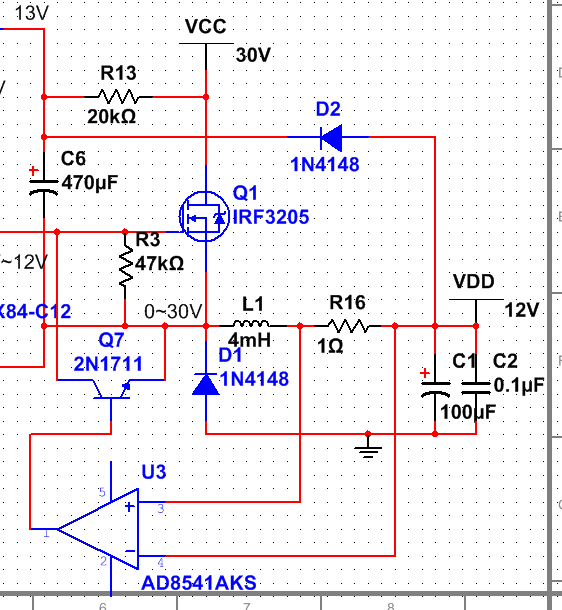 13V
VCC
30V
R13
20kΩ
D2
1N4148
C6
470µF
Q1
IRF3205
R3
47kΩ
~12V
X84-C12
0~30V
L1
4mH
R16
1Ω
VDD
12V
Q7
2N1711
D1
1N4148
C1
100µF
C2
0.1µF
U3
5
3
1
2
4
AD8541AKS
6
7
8